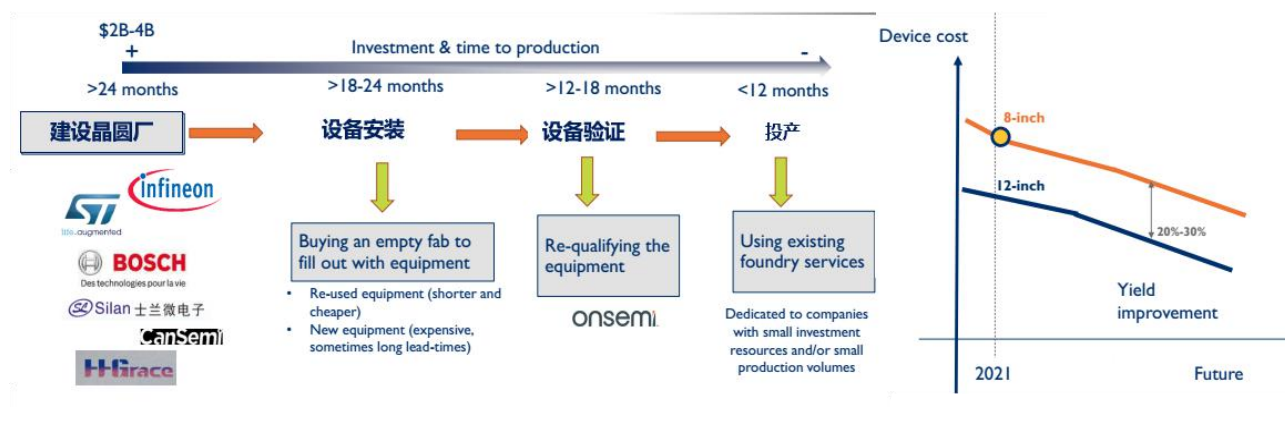 $2B-4B
+
Investment & time to production
-
>24 months
>18-24 months
>12-18 months
<12 months
建设晶圆厂
设备安装
设备验证
投产
infineon
ST
life.augmented
BOSCH
Des technologies pour la vie
SL Silan 士兰微电子
CanSemi
HHGrace
Buying an empty fab to
fill out with equipment
• Re-used equipment (shorter and
cheaper)
• New equipment (expensive,
sometimes long lead-times)
Re-qualifying the
equipment
onsemi
Using existing
foundry services
Dedicated to companies
with small investment
resources and/or small
production volumes
Device cost
8-inch
12-inch
20%-30%
Yield
improvement
2021
Future